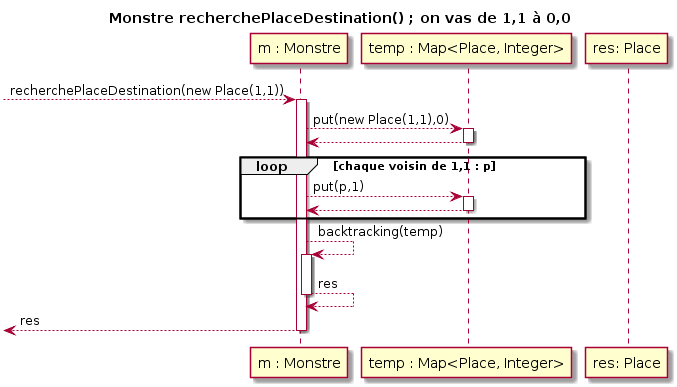 Monstre recherchePlaceDestination() ; on vas de 1,1 à 0,0
m : Monstre
temp : Map<Place, Integer>
res: Place
recherchePlaceDestination(new Place(1,1))
put(new Place(1,1),0)
loop
[chaque voisin de 1,1 : p]
put(p,1)
backtracking(temp)
res
res
m : Monstre
temp : Map<Place, Integer>
res: Place